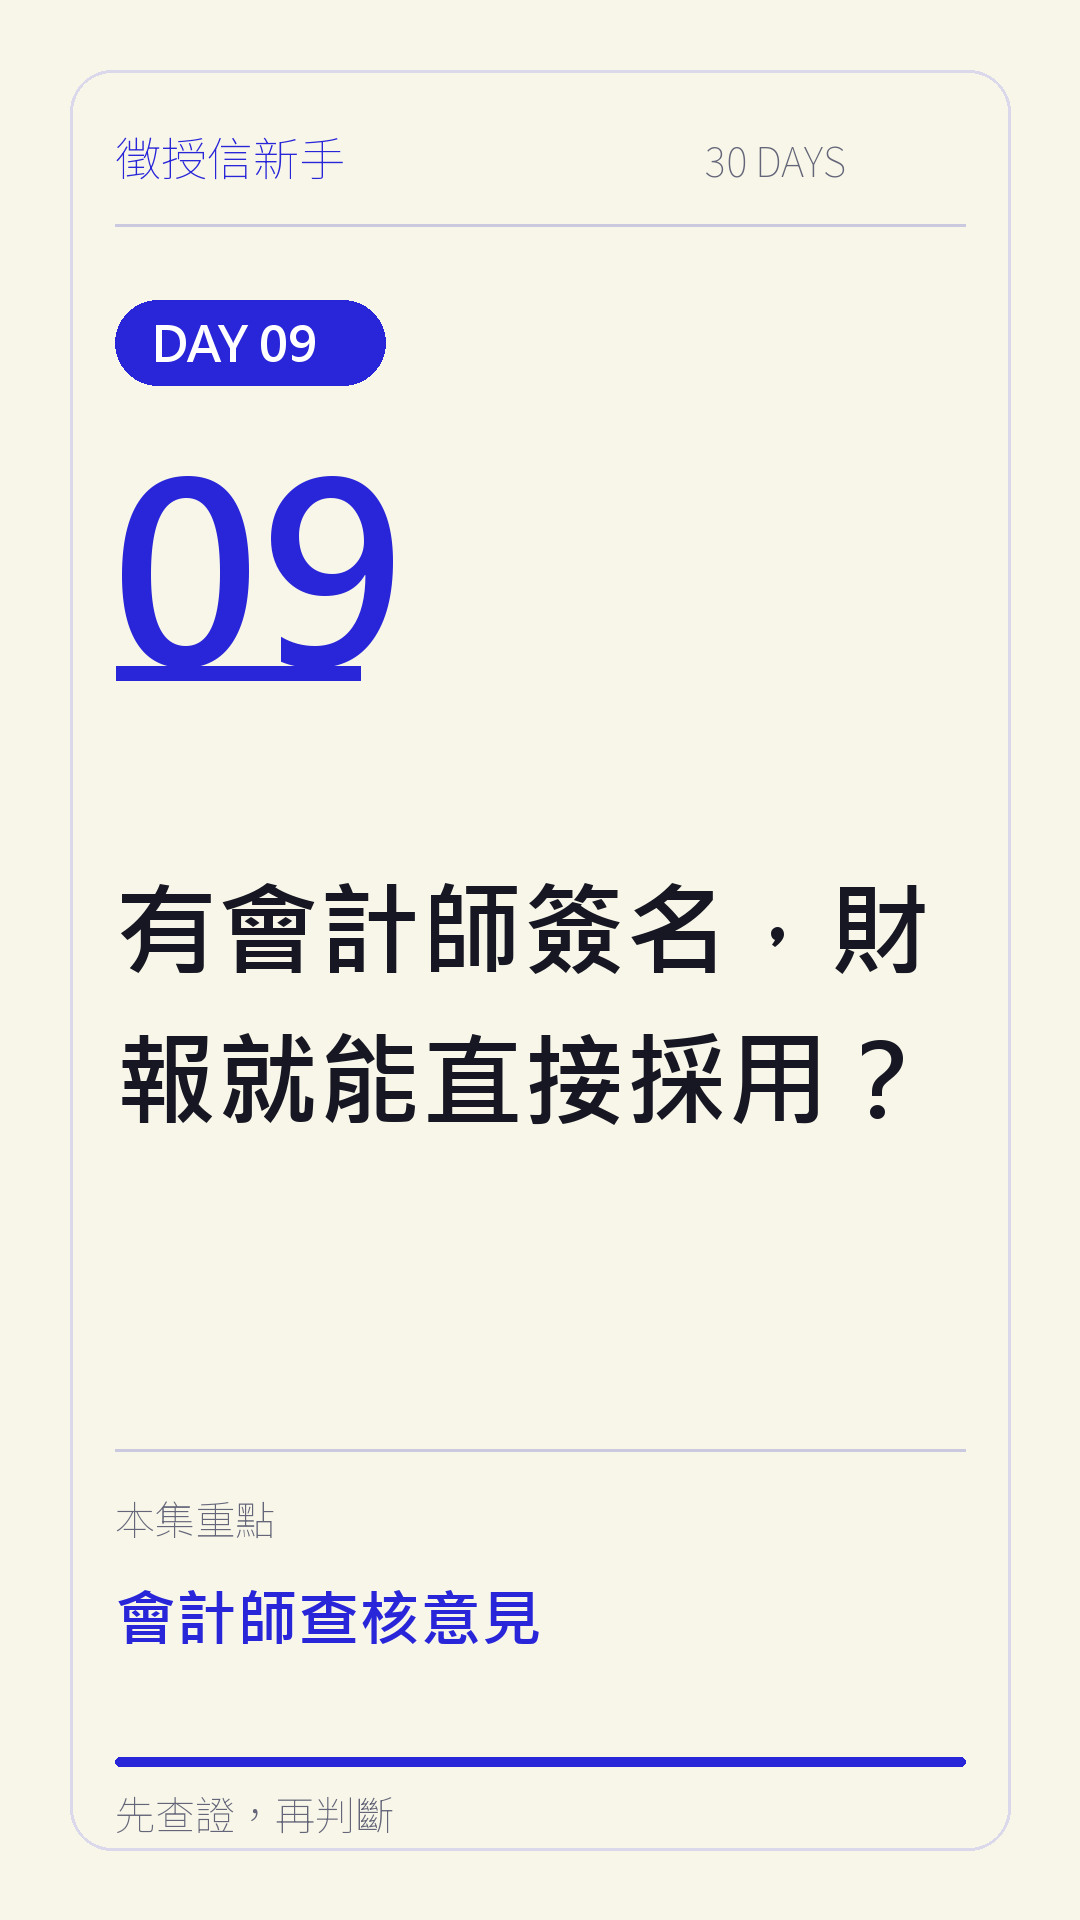 徵授信新手
30 DAYS
DAY 09
09
有會計師簽名，財
報就能直接採用？
本集重點
會計師查核意見
先查證，再判斷